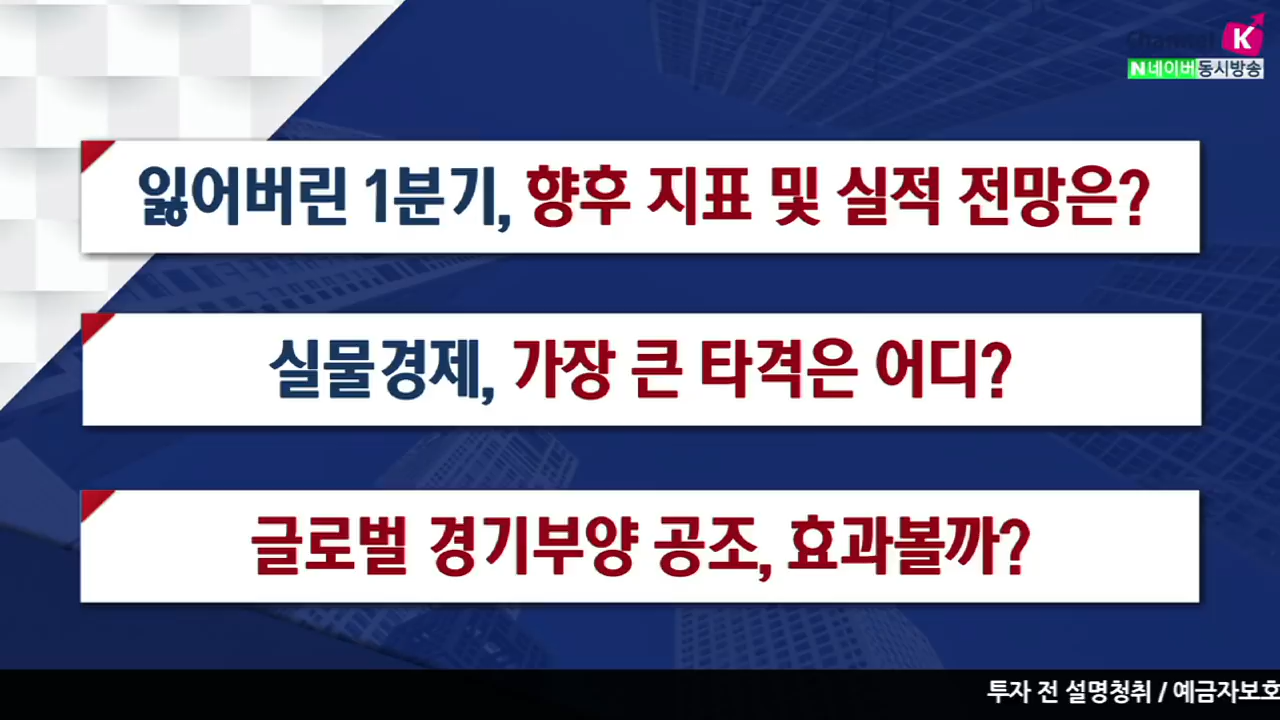 Channel K
N네이버 동시방송
잃어버린 1분기, 향후 지표 및 실적 전망은?
실물경제, 가장 큰 타격은 어디?
글로벌 경기부양 공조, 효과볼까?
투자 전 설명청취 / 예금자보호